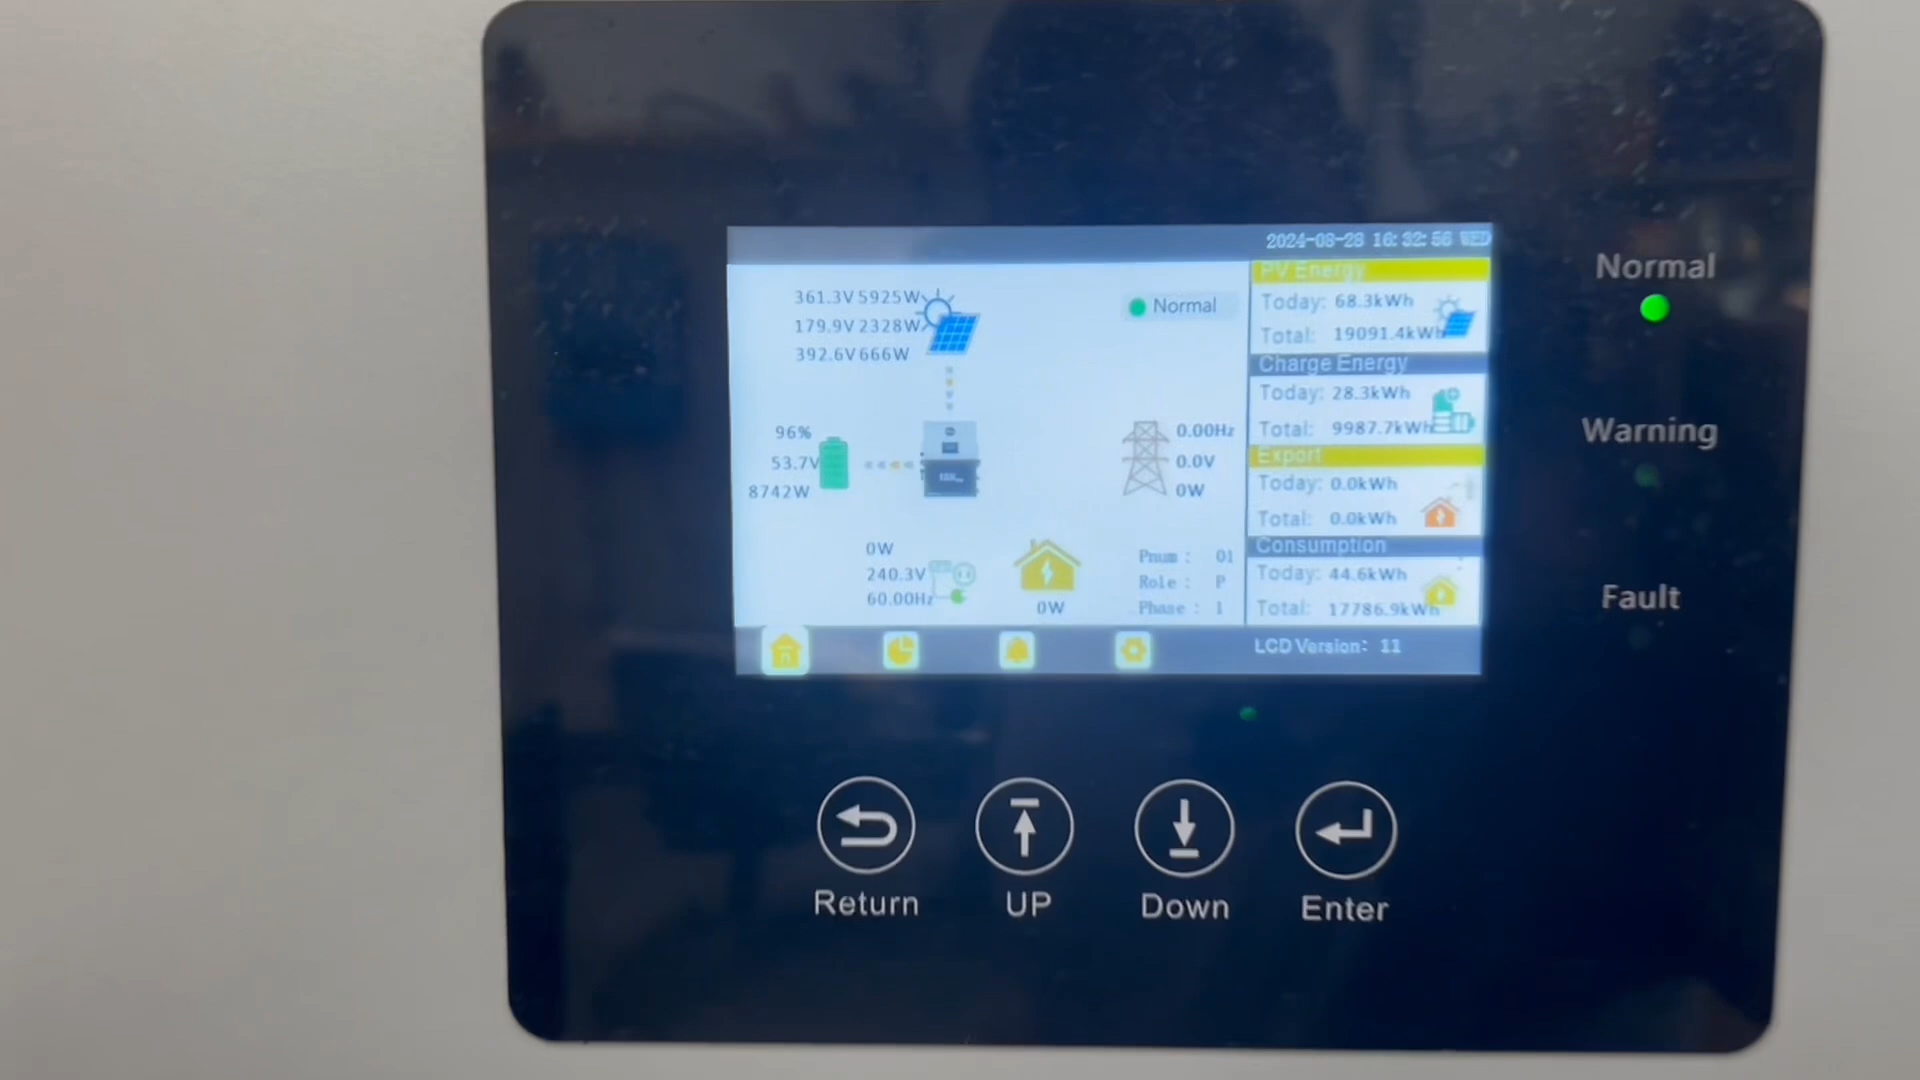 2024-08-28 16:32:56 WED
361.3V 5925W
179.9V 2328W
392.6V 666W
Normal
96%
53.7V
8742W
0.00Hz
0.0V
0W
0W
240.3V
60.00Hz
0W
Pnum : 01
Role : P
Phase : 1
PV Energy
Today: 68.3kWh
Total: 19091.4kWh
Charge Energy
Today: 28.3kWh
Total: 9987.7kWh
Export
Today: 0.0kWh
Total: 0.0kWh
Consumption
Today: 44.6kWh
Total: 17786.9kWh
LCD Version: 11
Normal
Warning
Fault
Return
UP
Down
Enter